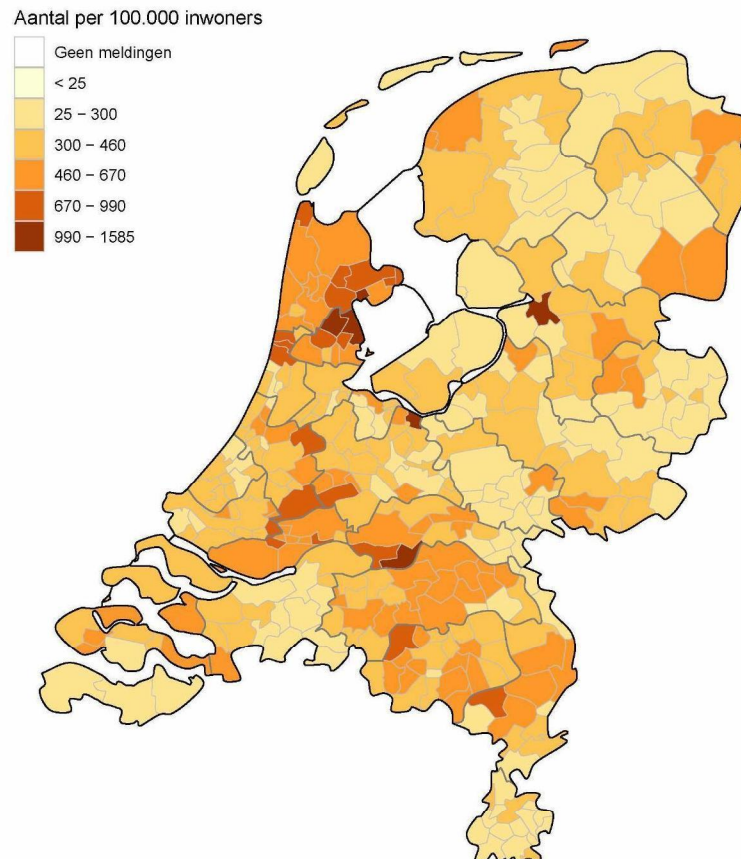 Aantal per 100.000 inwoners
Geen meldingen
< 25
25 – 300
300 – 460
460 – 670
670 – 990
990 – 1585